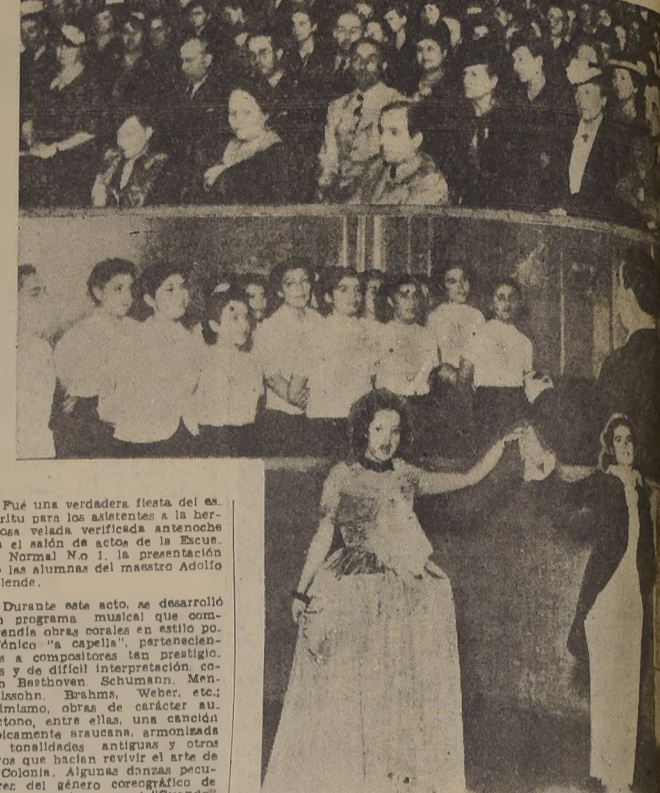 Fué una verdadera fiesta del es-
ritu para los asistentes a la her-
osa velada verificada antenoche
el salón de actos de la Escue-
Normal N.o 1, la presentación
las alumnas del maestro Adolfo
lende.
Durante este acto, se desarrolló
programa musical que com-
endía obras corales en estilo po-
fónico "a capella", pertenecien-
s a compositores tan prestigio-
s y de difícil interpretación co-
o Beethoven, Schumann, Men-
lssohn, Brahms, Weber, etc.;
imismo, obras de carácter au-
ctono, entre ellas, una canción
picamente araucana, armonizada
tonalidades antiguas y otros
ros que hacían revivir el arte de
Colonia. Algunas danzas pecu-
res del género coreográfico de